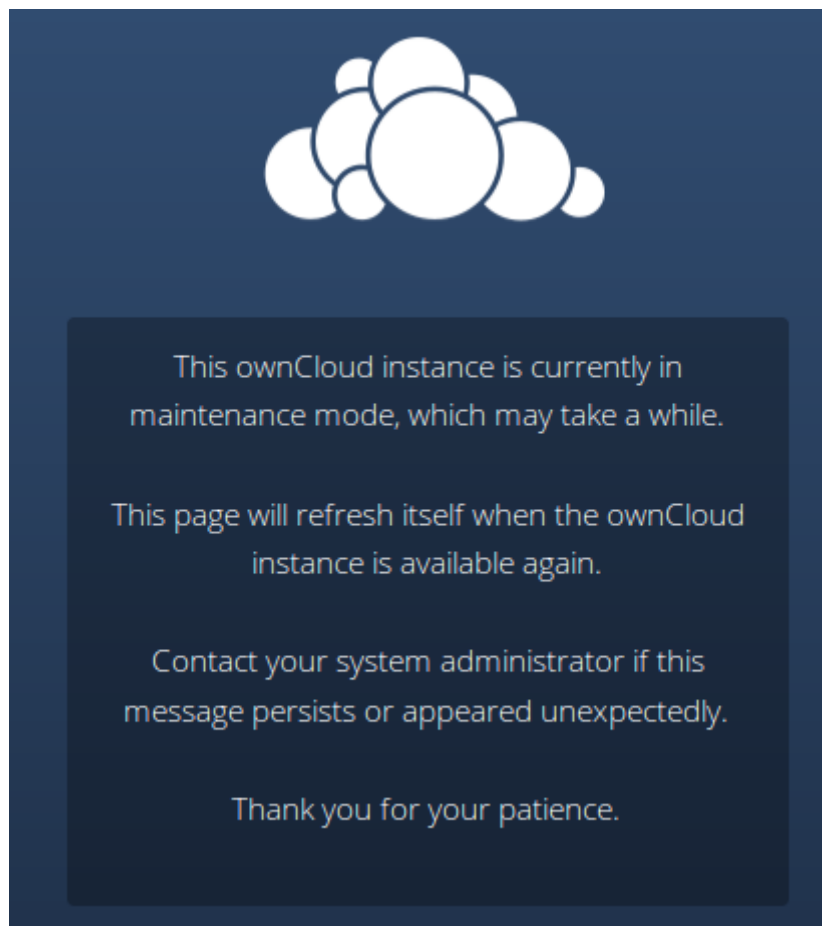 This ownCloud instance is currently in
maintenance mode, which may take a while.
This page will refresh itself when the ownCloud
instance is available again.
Contact your system administrator if this
message persists or appeared unexpectedly.
Thank you for your patience.